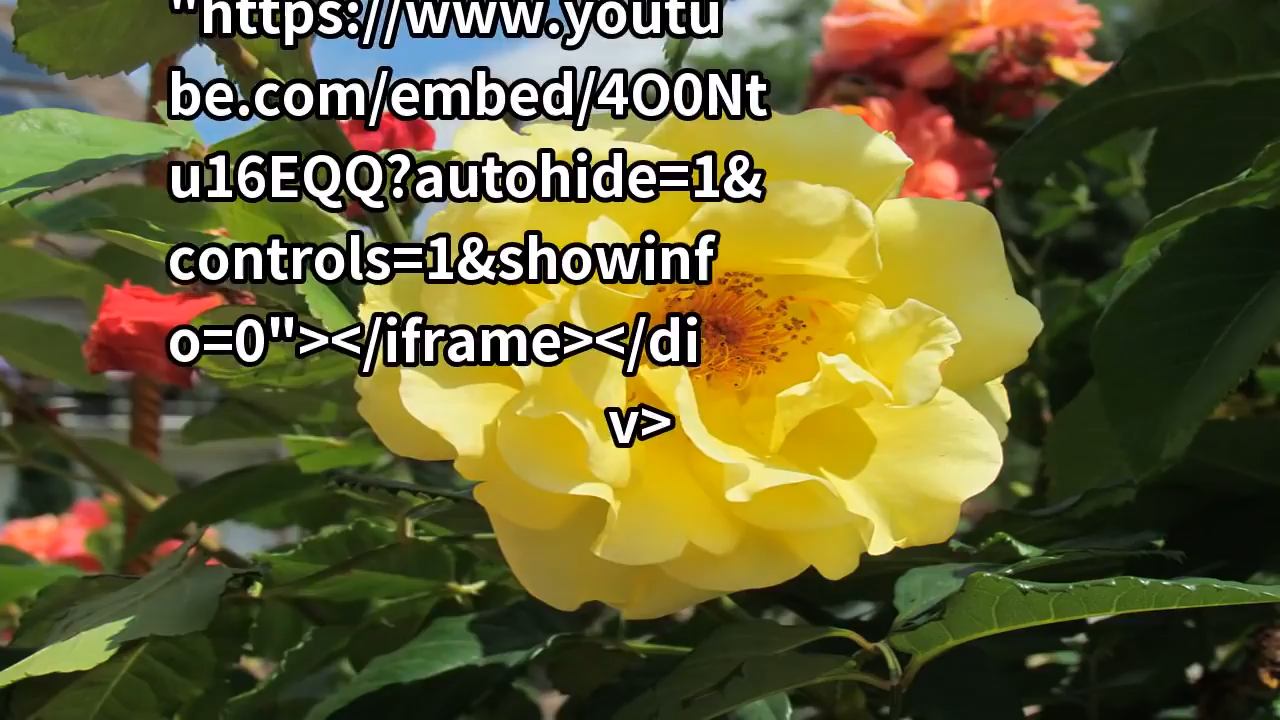 "https://www.youtu
be.com/embed/4O0Nt
u16EQQ?autohide=1&
controls=1&showinf
o=0"></iframe></di
v>